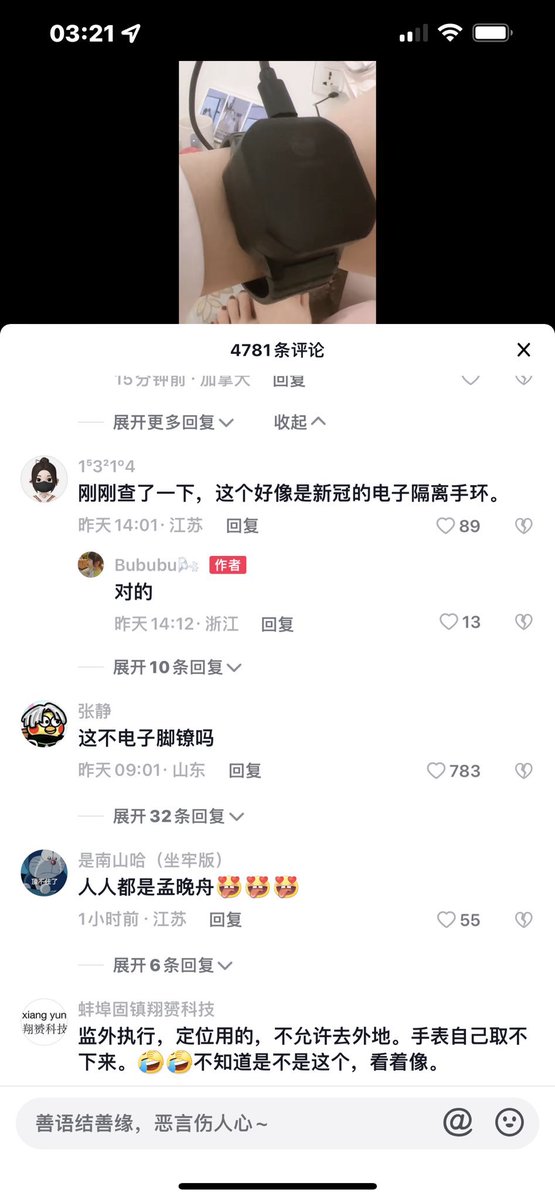 03:21
4781条评论
15分钟前 · 加拿大 回复
展开更多回复 收起
1⁵3²1⁰4
刚刚查了一下，这个好像是新冠的电子隔离手环。
昨天14:01 · 江苏 回复 89
Bububu 作者
对的
昨天14:12 · 浙江 回复 13
展开10条回复
张静
这不电子脚镣吗
昨天09:01 · 山东 回复 783
展开32条回复
是南山哈（坐牢版）
人人都是孟晚舟😍😍😍
1小时前 · 江苏 回复 55
展开6条回复
xiang yun
翔赟科技
蚌埠固镇翔赟科技
监外执行，定位用的，不允许去外地。手表自己取不
下来。🤣🤣不知道是不是这个，看着像。
善语结善缘，恶言伤人心～ @